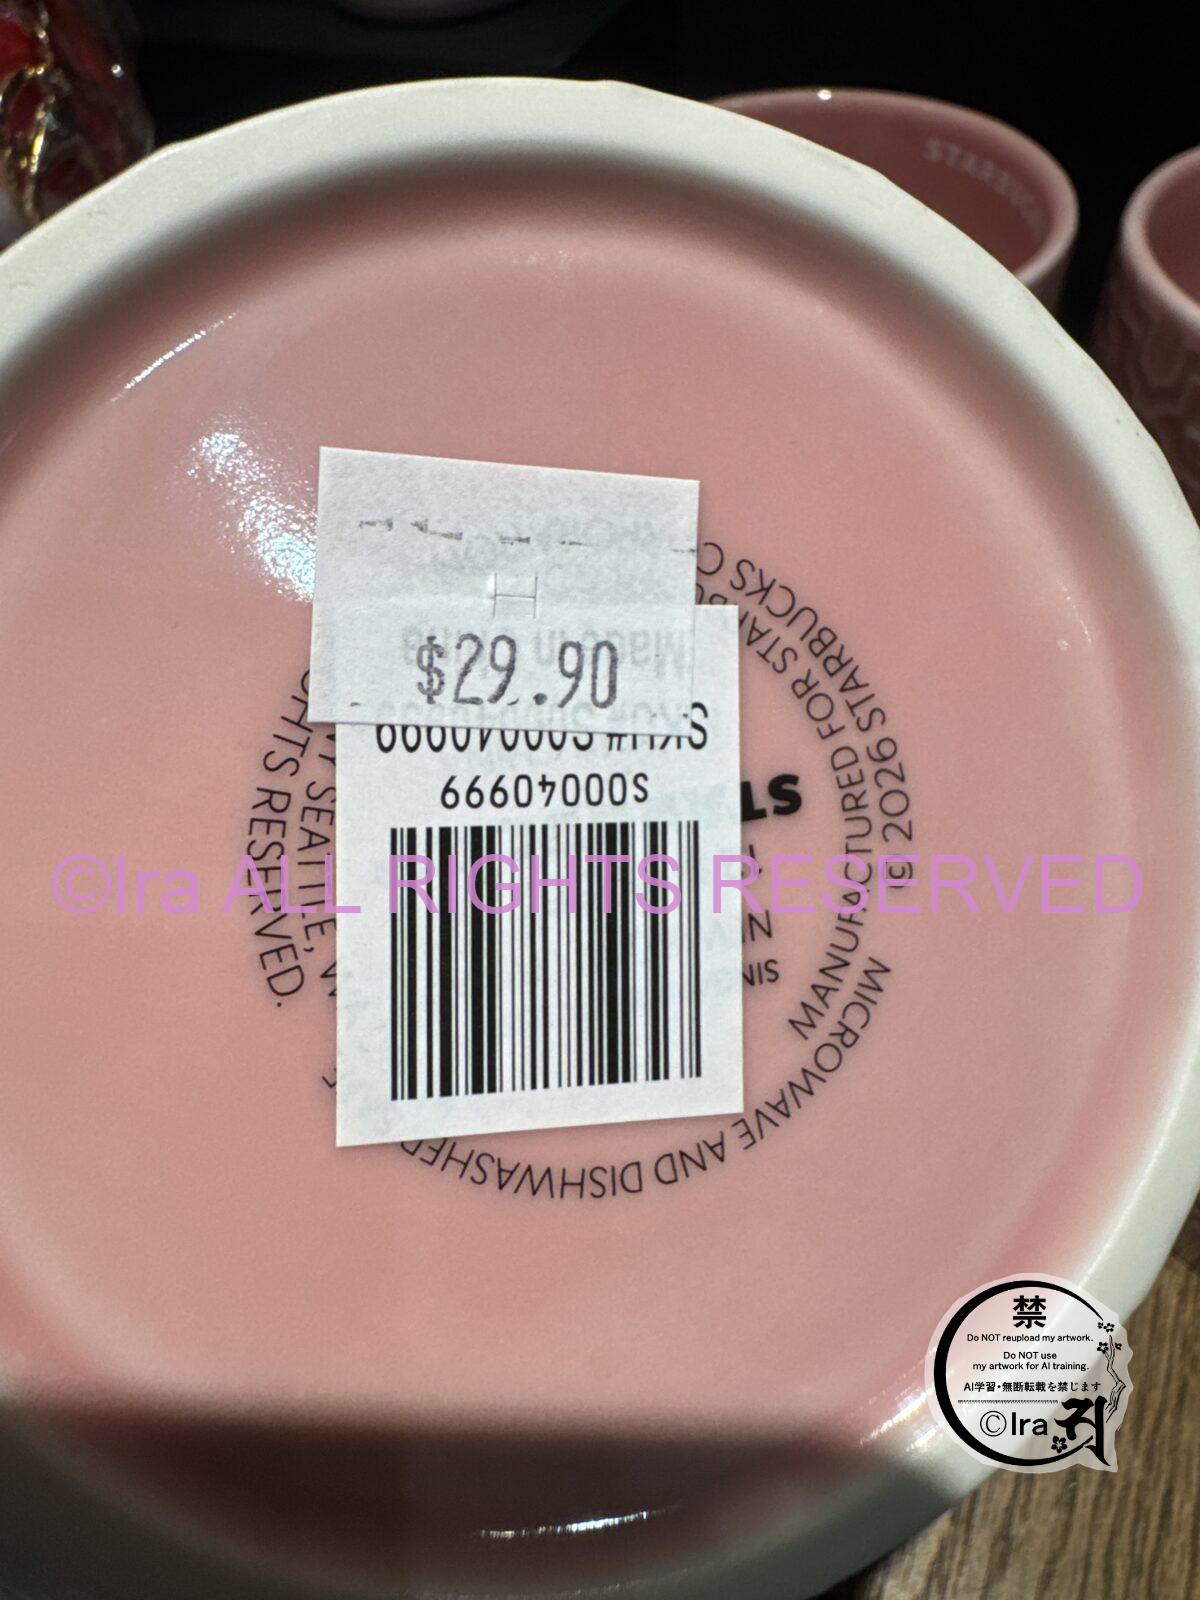 STARBUCKS
$29.90
SKU# S00040999
S00040999
© 2026 STARBUCKS
MANUFACTURED FOR
SEATTLE,
RIGHTS RESERVED.
MICROWAVE AND DISHWASHER
©Ira ALL RIGHTS RESERVED
禁
Do NOT reupload my artwork.
Do NOT use
my artwork for AI training.
AI学習・無断転載を禁じます
©Ira